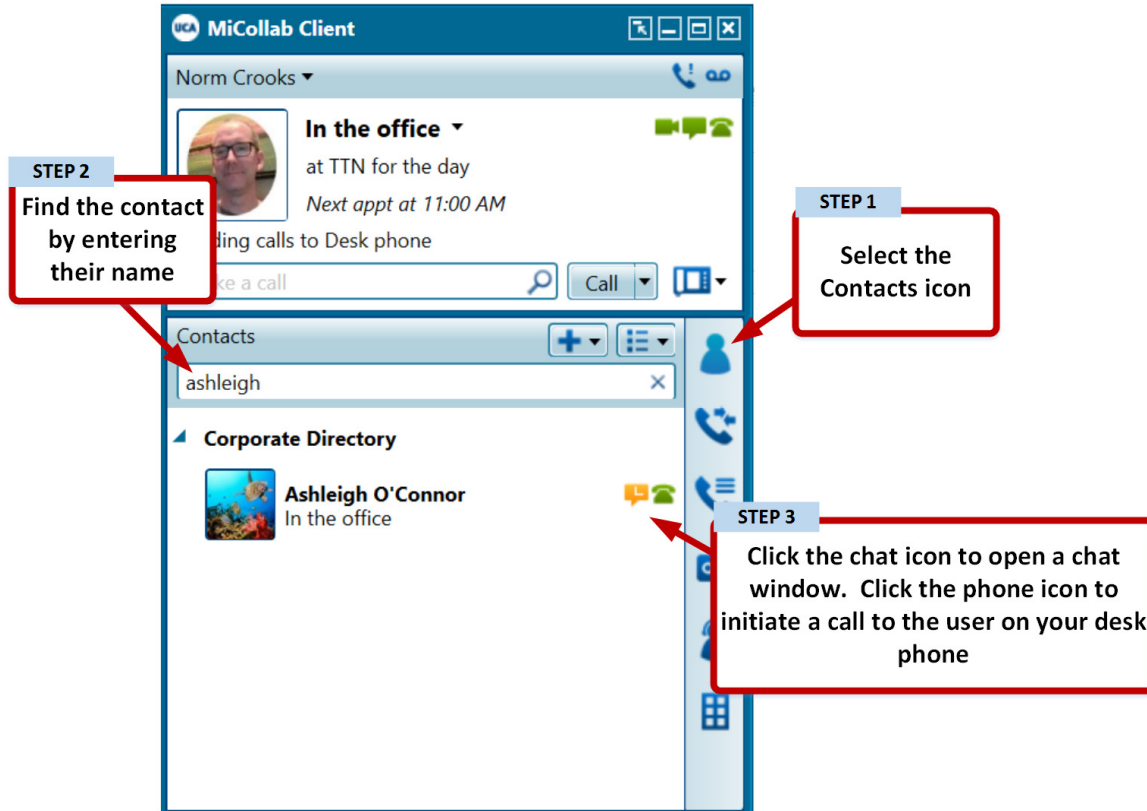 UCA MiCollab Client
Norm Crooks
In the office
at TTN for the day
Next appt at 11:00 AM
ding calls to Desk phone
ke a call
Call
STEP 2
Find the contact
by entering
their name
STEP 1
Select the
Contacts icon
Contacts
ashleigh
Corporate Directory
Ashleigh O'Connor
In the office
STEP 3
Click the chat icon to open a chat
window. Click the phone icon to
initiate a call to the user on your desk
phone